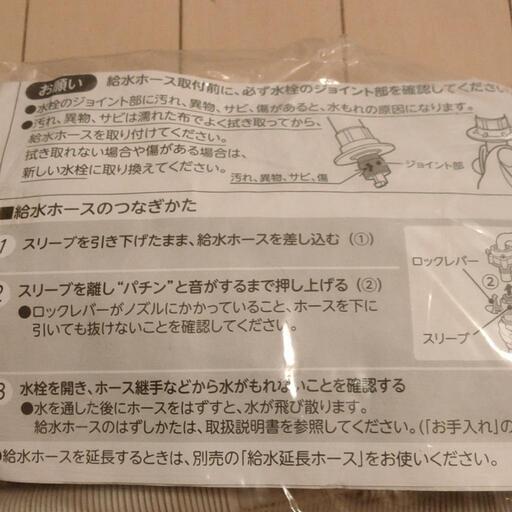 お願い 給水ホース取付前に、必ず水栓のジョイント部を確認してください
●水栓のジョイント部に汚れ、異物、サビ、傷があると、水もれの原因になります。
●汚れ、異物、サビは濡れた布でよく拭き取ってから、
給水ホースを取り付けてください。
拭き取れない場合や傷がある場合は、
新しい水栓に取り換えてください。
ジョイント部
汚れ、異物、サビ、傷
■給水ホースのつなぎかた
1 スリーブを引き下げたまま、給水ホースを差し込む（①）
2 スリーブを離し“パチン”と音がするまで押し上げる（②）
●ロックレバーがノズルにかかっていること、ホースを下に
引いても抜けないことを確認してください。
ロックレバー
②
スリーブ
3 水栓を開き、ホース継手などから水がもれないことを確認する
●水を通した後にホースをはずすと、水が飛び散ります。
給水ホースのはずしかたは、取扱説明書を参照してください。（「お手入れ」の
●給水ホースを延長するときは、別売の「給水延長ホース」をお使いください。